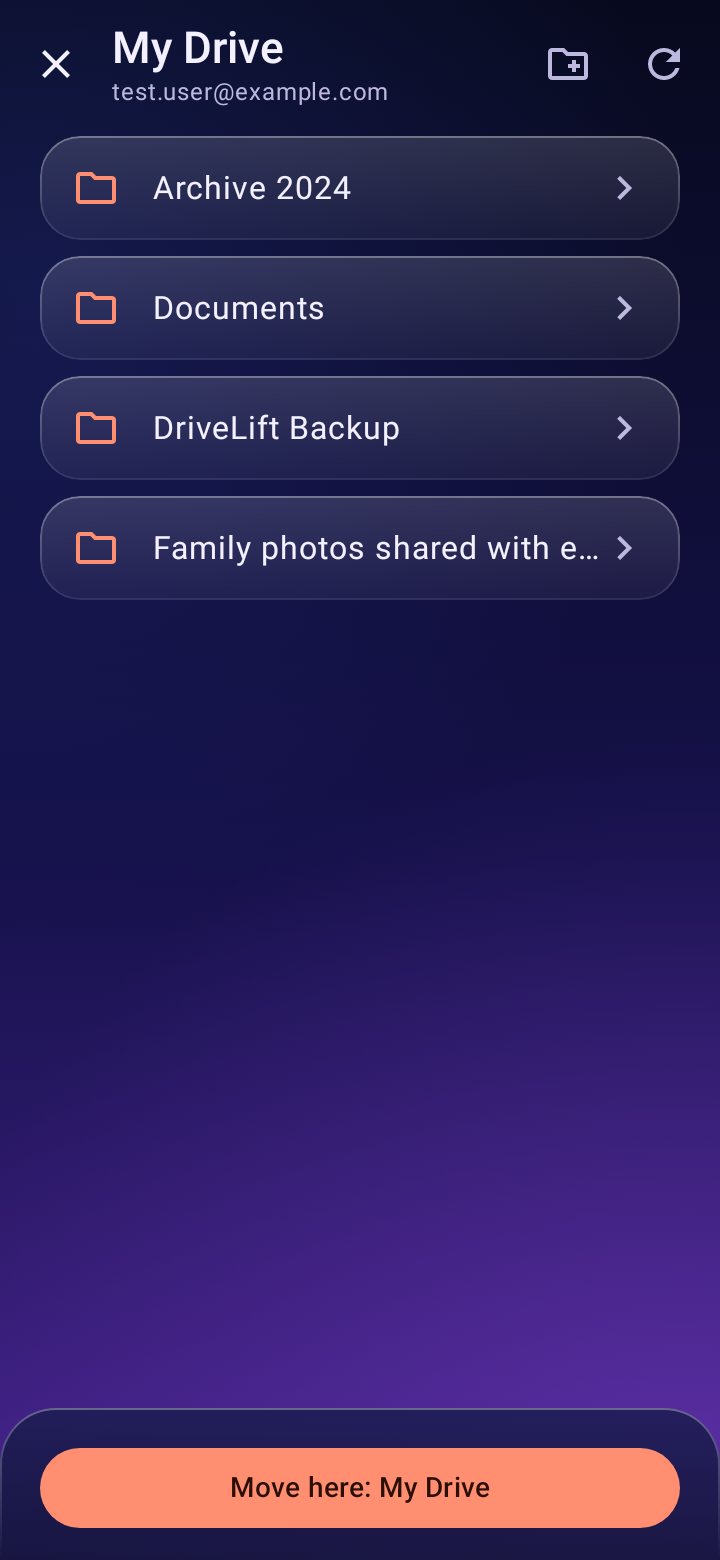 My Drive
test.user@example.com
Archive 2024
Documents
DriveLift Backup
Family photos shared with e…
Move here: My Drive